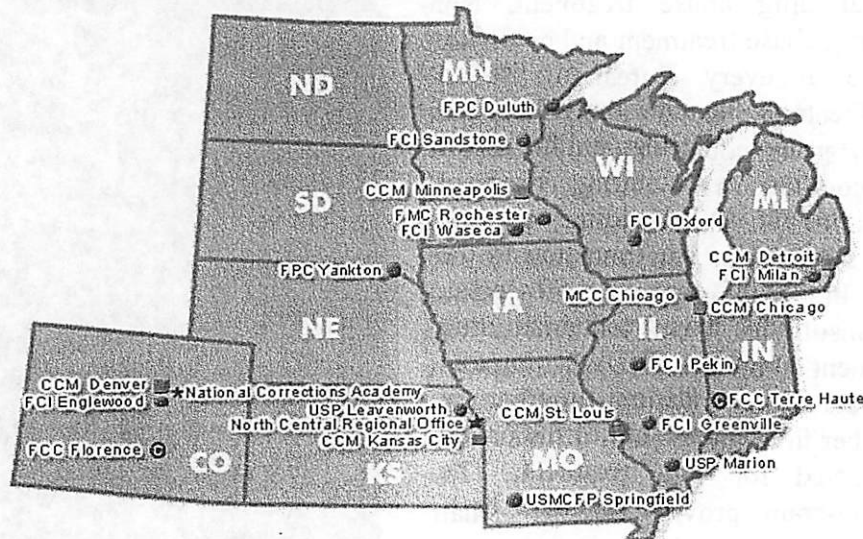 ND
MN
FPC Duluth
FCI Sandstone
WI
SD
CCM Minneapolis
MI
FMC Rochester
FCI Waseca
FCI Oxford
CCM Detroit
FCI Milan
FPC Yankton
IA
MCC Chicago
CCM Chicago
NE
IL
IN
FCI Pekin
CCM Denver
National Corrections Academy
FCI Englewood
USP Leavenworth
FCC Terre Haute
North Central Regional Office
CCM St. Louis
FCI Greenville
CCM Kansas City
FCC Florence
C
C
CO
KS
MO
USP Marion
USMCFP Springfield